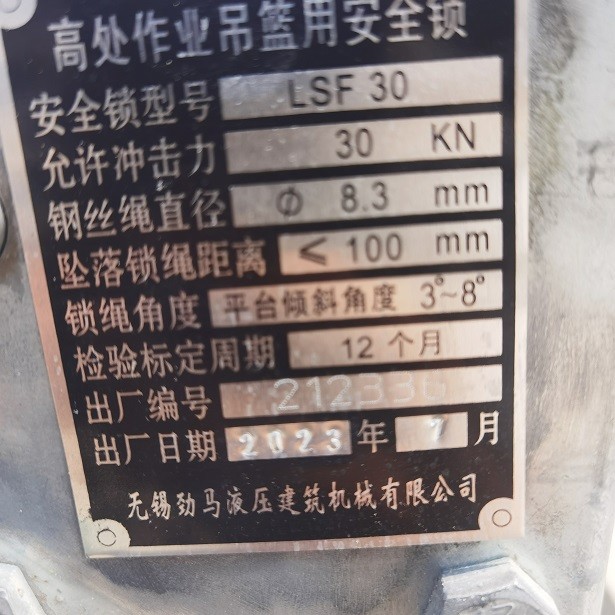 高处作业吊篮用安全锁
安全锁型号 LSF 30
允许冲击力 30 KN
钢丝绳直径 Φ 8.3 mm
坠落锁绳距离 ≤ 100 mm
锁绳角度 平台倾斜角度 3°~8°
检验标定周期 12 个月
出厂编号
出厂日期 2023 年 7 月
无锡劲马液压建筑机械有限公司